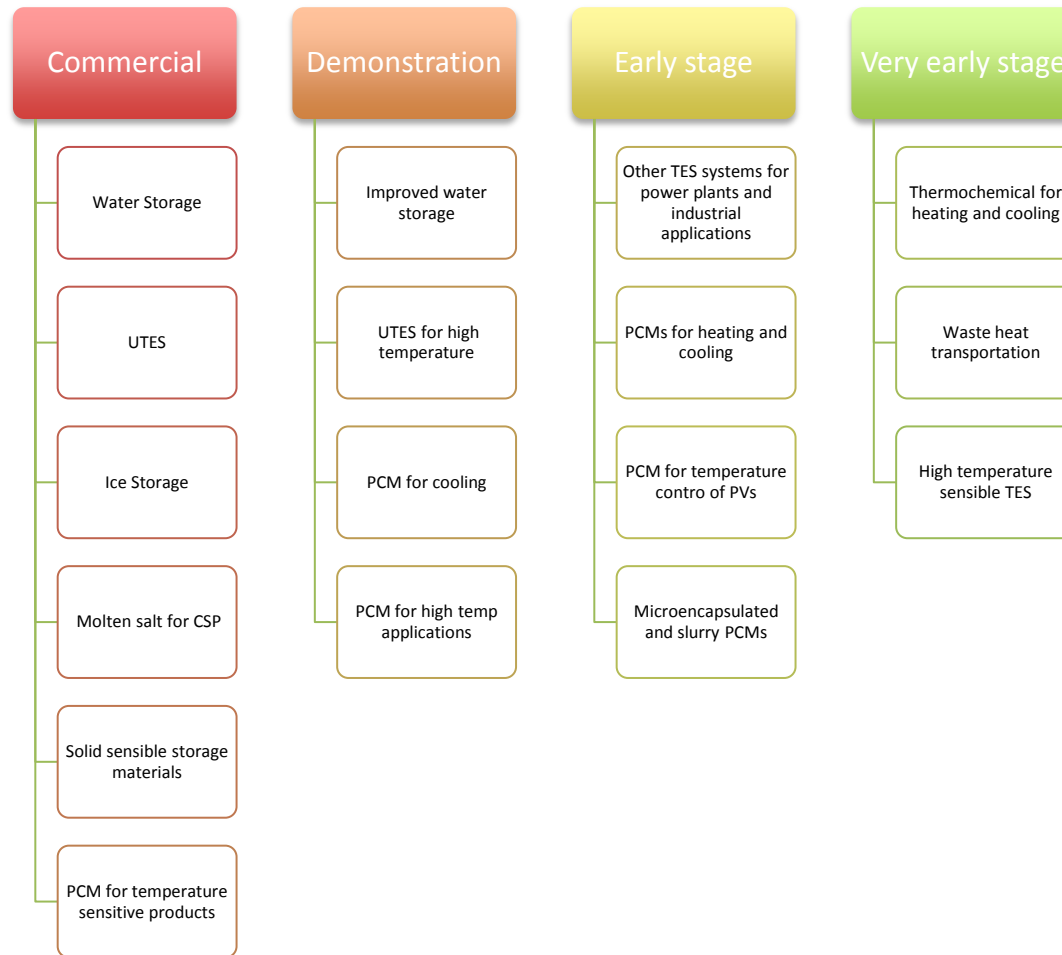 Commercial
Water Storage
UTES
Ice Storage
Molten salt for CSP
Solid sensible storage
materials
PCM for temperature
sensitive products
Demonstration
Improved water
storage
UTES for high
temperature
PCM for cooling
PCM for high temp
applications
Early stage
Other TES systems for
power plants and
industrial
applications
PCMs for heating and
cooling
PCM for temperature
contro of PVs
Microencapsulated
and slurry PCMs
Very early stage
Thermochemical for
heating and cooling
Waste heat
transportation
High temperature
sensible TES